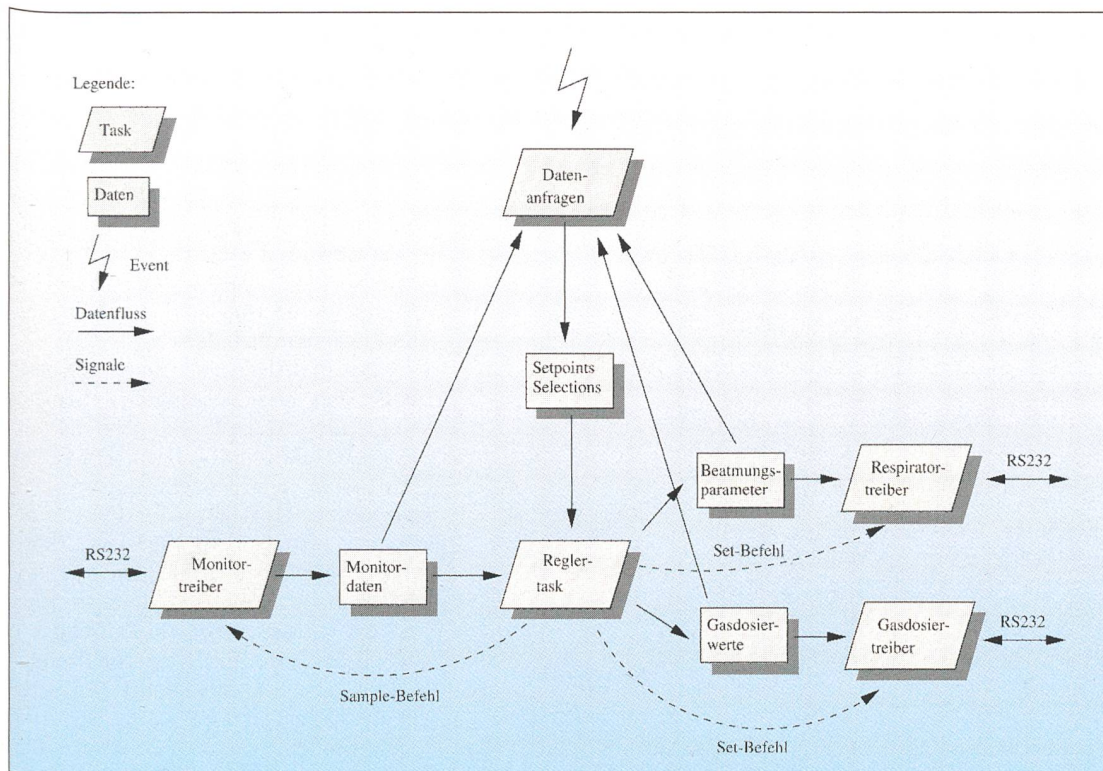 Legende:
Task
Daten
Event
Datenfluss
Signale
Daten-
anfragen
Setpoints
Selections
Beatmungs-
parameter
Respirator-
treiber
RS232
Set-Befehl
RS232
Monitor-
treiber
Monitor-
daten
Regler-
task
Gasdosier-
werte
Gasdosier-
treiber
RS232
Sample-Befehl
Set-Befehl